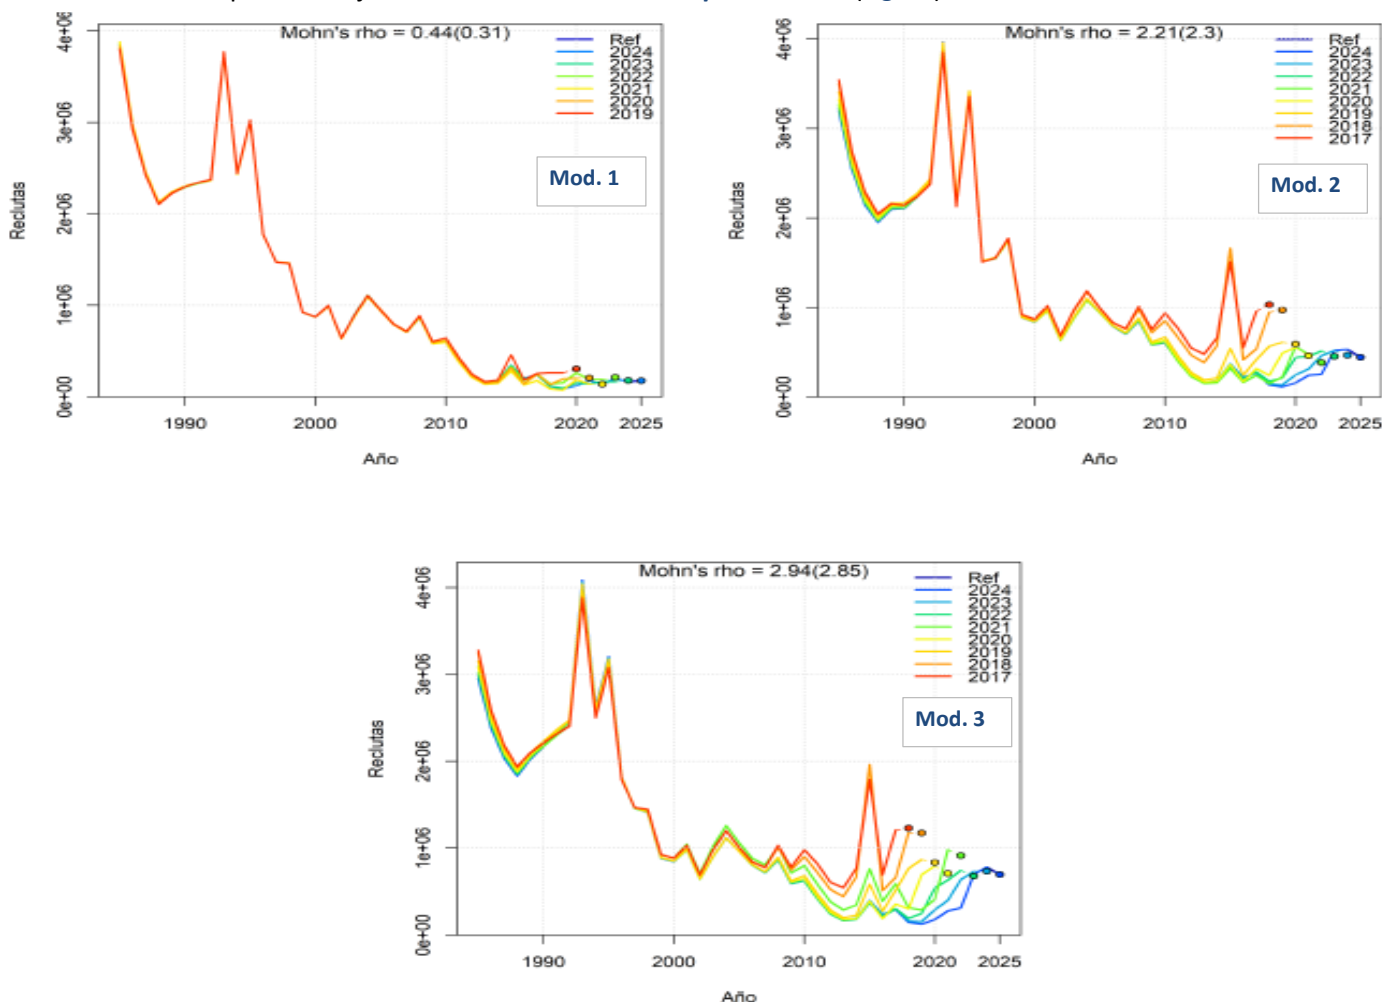 Mohn's rho = 0.44(0.31)
4e+06
3e+06
2e+06
1e+06
0e+00
Reclutas
Ref
2024
2023
2022
2021
2020
2019
Mod. 1
1990
2000
2010
2020
2025
Año
Mohn's rho = 2.21(2.3)
4e+06
3e+06
2e+06
1e+06
0e+00
Reclutas
Ref
2024
2023
2022
2021
2020
2019
2018
2017
Mod. 2
1990
2000
2010
2020
2025
Año
Mohn's rho = 2.94(2.85)
4e+06
3e+06
2e+06
1e+06
0e+00
Reclutas
Ref
2024
2023
2022
2021
2020
2019
2018
2017
Mod. 3
1990
2000
2010
2020
2025
Año